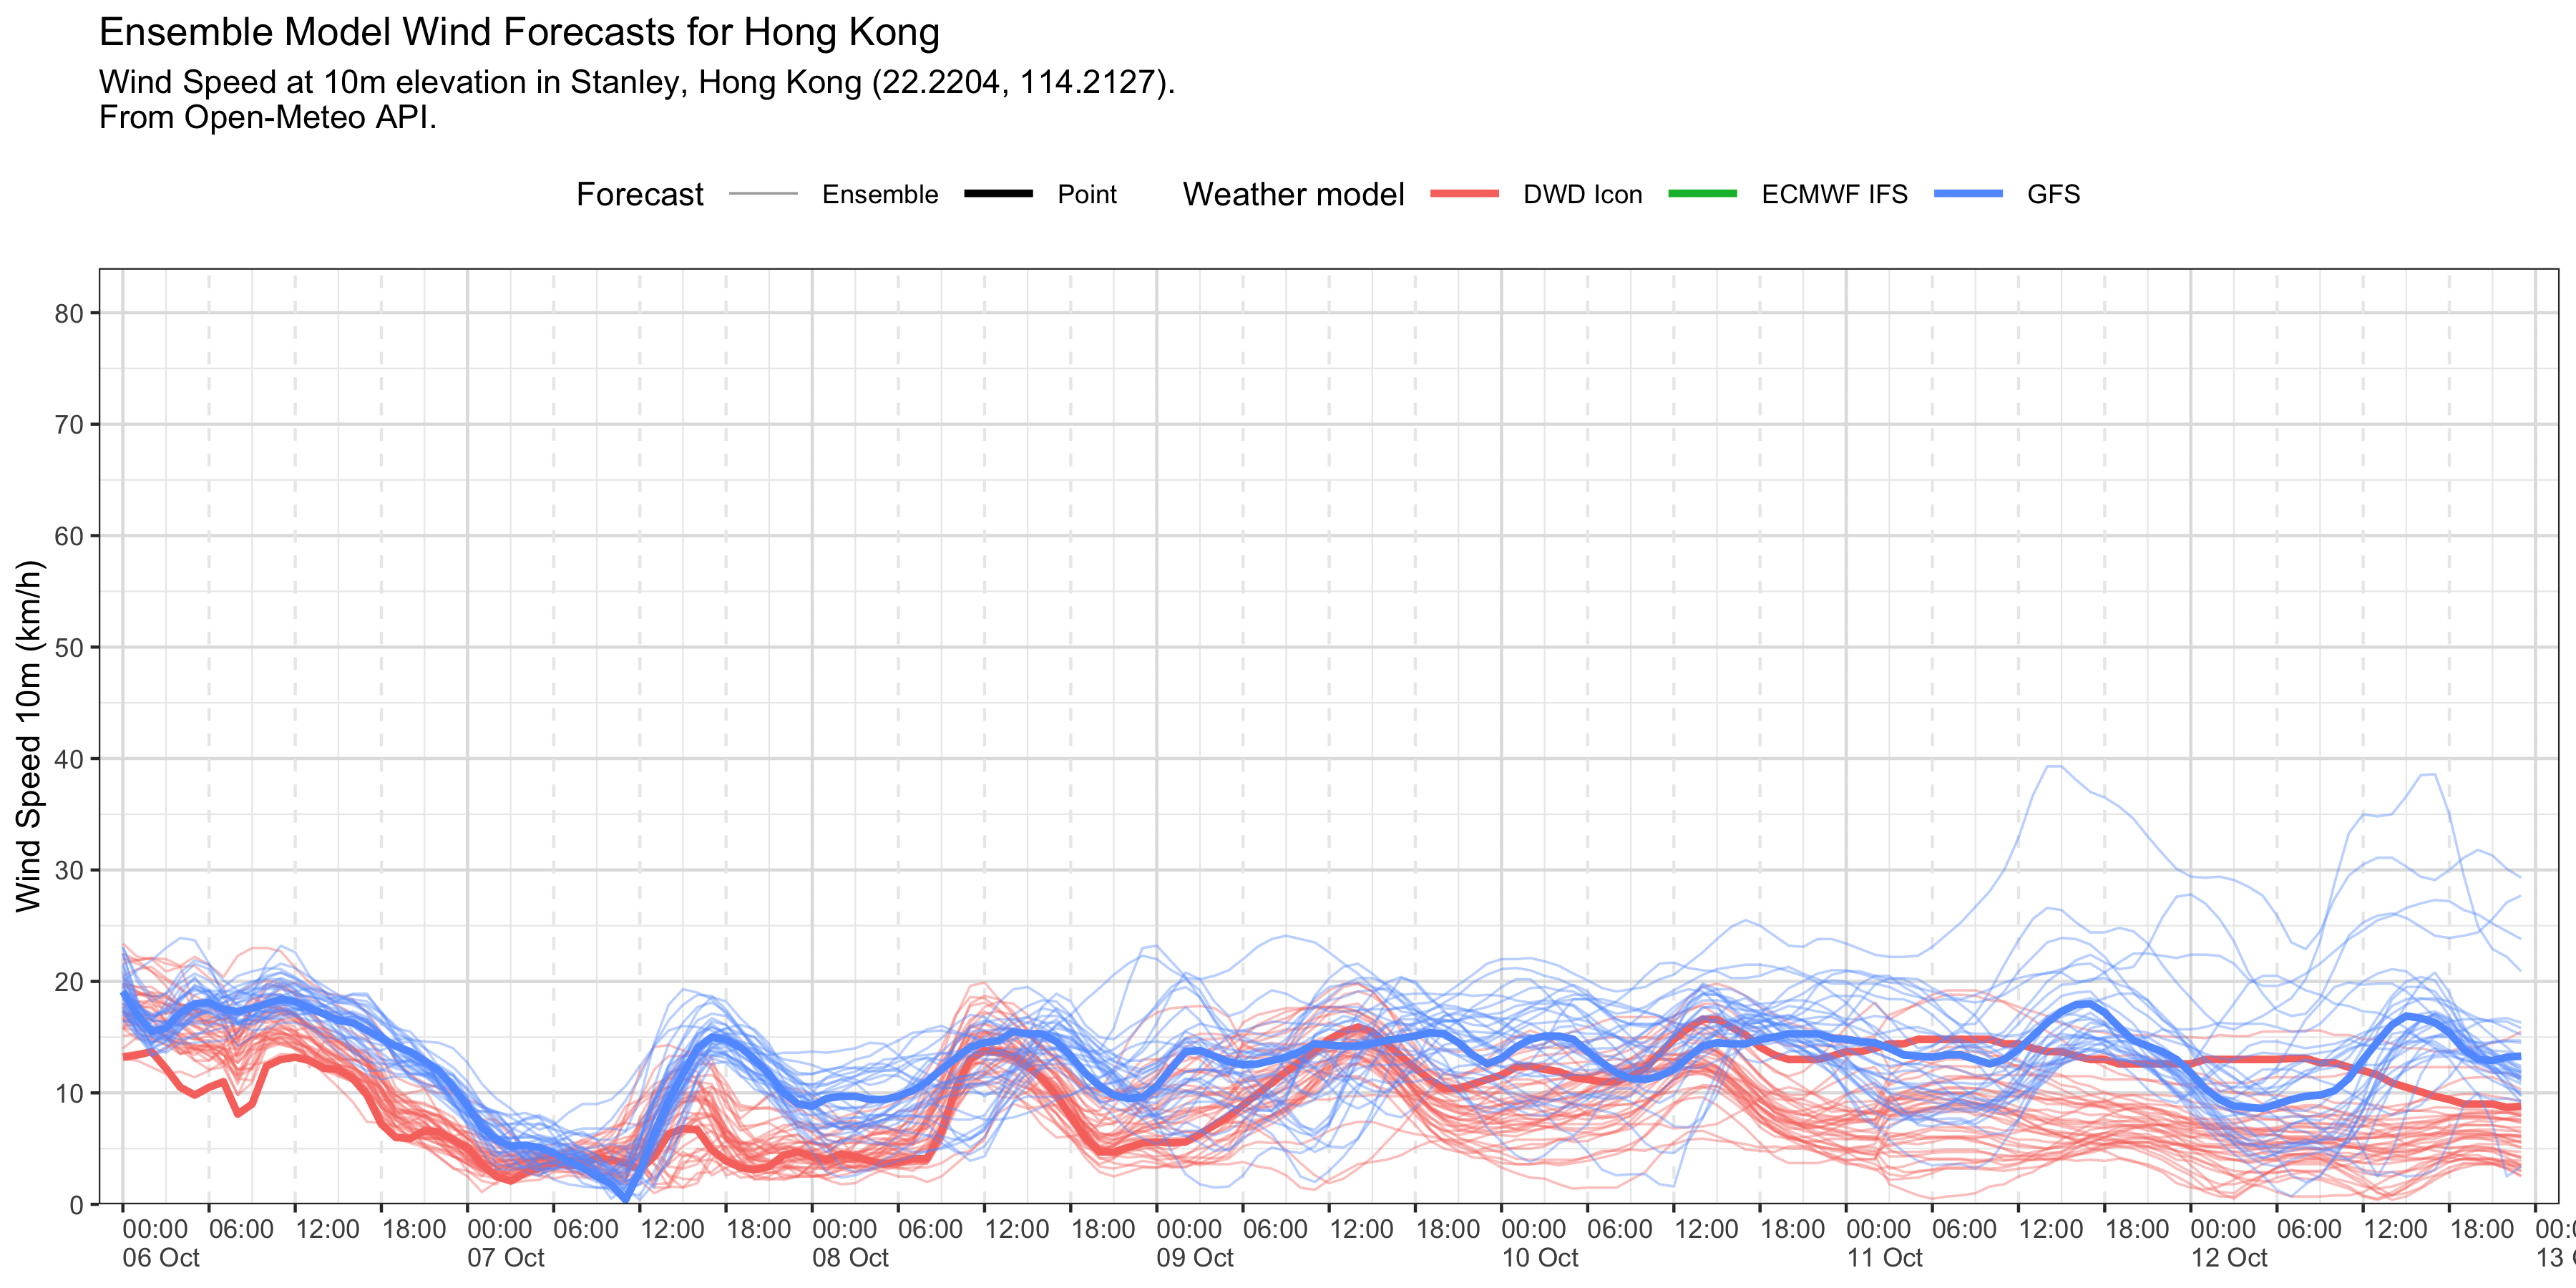 Ensemble Model Wind Forecasts for Hong Kong
Wind Speed at 10m elevation in Stanley, Hong Kong (22.2204, 114.2127).
From Open-Meteo API.
Forecast Ensemble Point Weather model DWD Icon ECMWF IFS GFS
Wind Speed 10m (km/h)
80
70
60
50
40
30
20
10
0
00:00 06:00 12:00 18:00 00:00 06:00 12:00 18:00 00:00 06:00 12:00 18:00 00:00 06:00 12:00 18:00 00:00 06:00 12:00 18:00 00:00 06:00 12:00 18:00 00:00 06:00 12:00 18:00
06 Oct 07 Oct 08 Oct 09 Oct 10 Oct 11 Oct 12 Oct 13